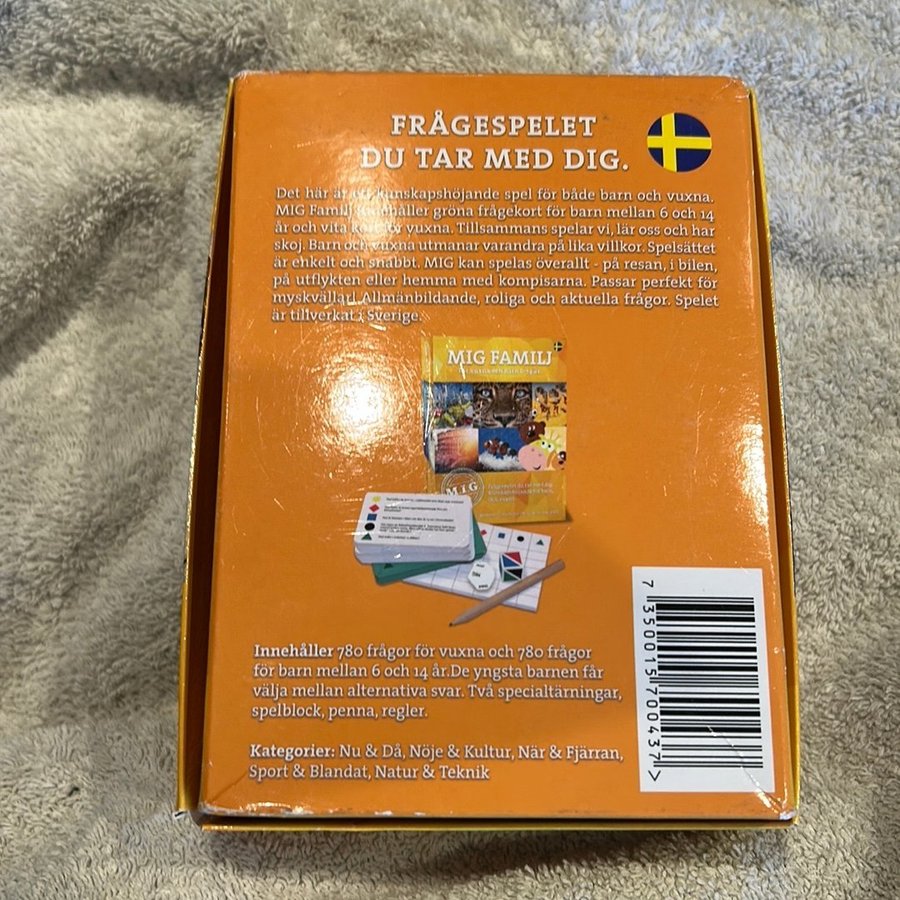 FRÅGESPELET
DU TAR MED DIG.
Det här är ett kunskapshöjande spel för både barn och vuxna.
MIG Familj innehåller gröna frågekort för barn mellan 6 och 14
år och vita kort för vuxna. Tillsammans spelar vi, lär oss och har
skoj. Barn och vuxna utmanar varandra på lika villkor. Spelsättet
är enkelt och snabbt. MIG kan spelas överallt - på resan, i bilen,
på utflykten eller hemma med kompisarna. Passar perfekt för
myskvällar! Allmänbildande, roliga och aktuella frågor. Spelet
är tillverkat i Sverige.
MIG FAMILJ
MIG
Innehåller 780 frågor för vuxna och 780 frågor
för barn mellan 6 och 14 år.De yngsta barnen får
välja mellan alternativa svar. Två specialtärningar,
spelblock, penna, regler.
Kategorier: Nu & Då, Nöje & Kultur, När & Fjärran,
Sport & Blandat, Natur & Teknik
7 350015 700437 >